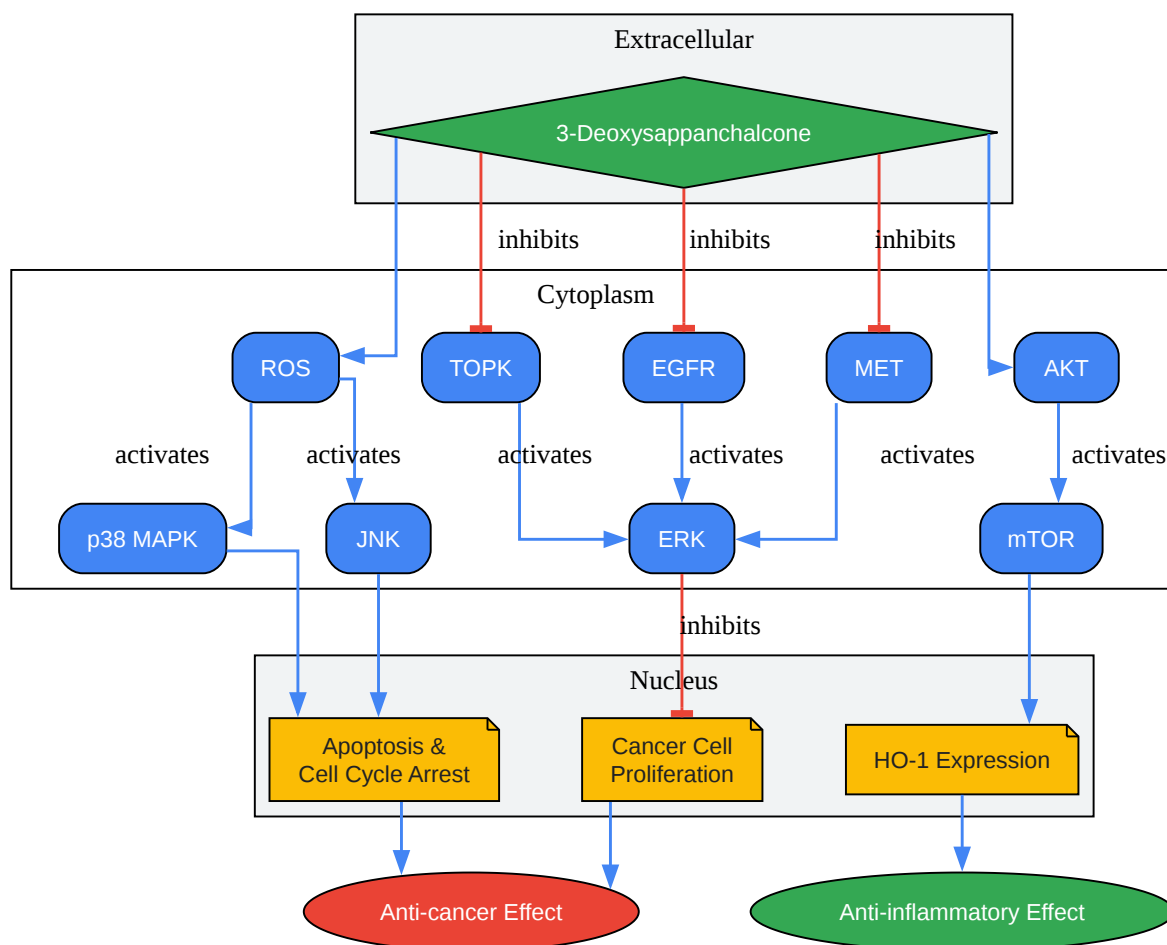 Extracellular
3-Deoxysappanchalcone
inhibits
inhibits
inhibits
Cytoplasm
ROS
TOPK
EGFR
MET
AKT
activates
activates
activates
activates
activates
activates
p38 MAPK
JNK
ERK
mTOR
inhibits
Nucleus
Apoptosis &
Cell Cycle Arrest
Cancer Cell
Proliferation
HO-1 Expression
Anti-cancer Effect
Anti-inflammatory Effect